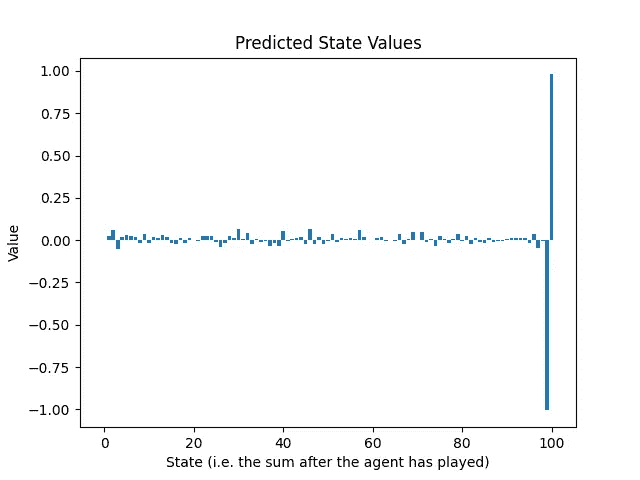 Predicted State Values
1.00
0.75
0.50
0.25
0.00
−0.25
−0.50
−0.75
−1.00
Value
0 20 40 60 80 100
State (i.e. the sum after the agent has played)